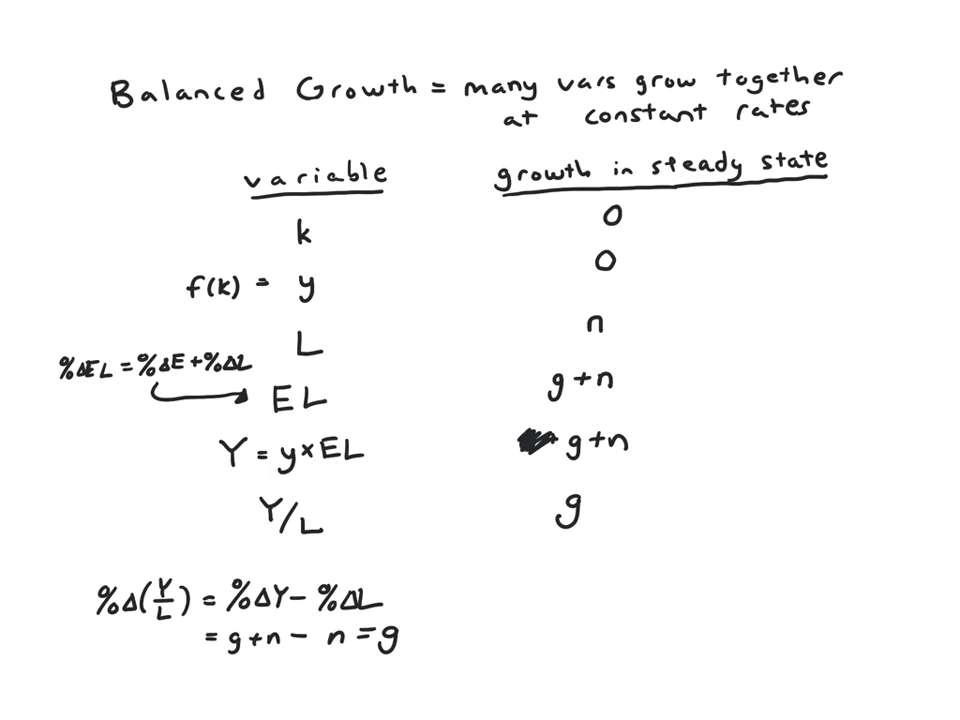 Balanced Growth = many vars grow together
at constant rates
variable growth in steady state
k 0
f(k) = y 0
L n
%ΔEL = %ΔE + %ΔL
EL g+n
Y = y×EL g+n
Y/L g
%Δ(Y/L) = %ΔY - %ΔL
= g+n - n = g